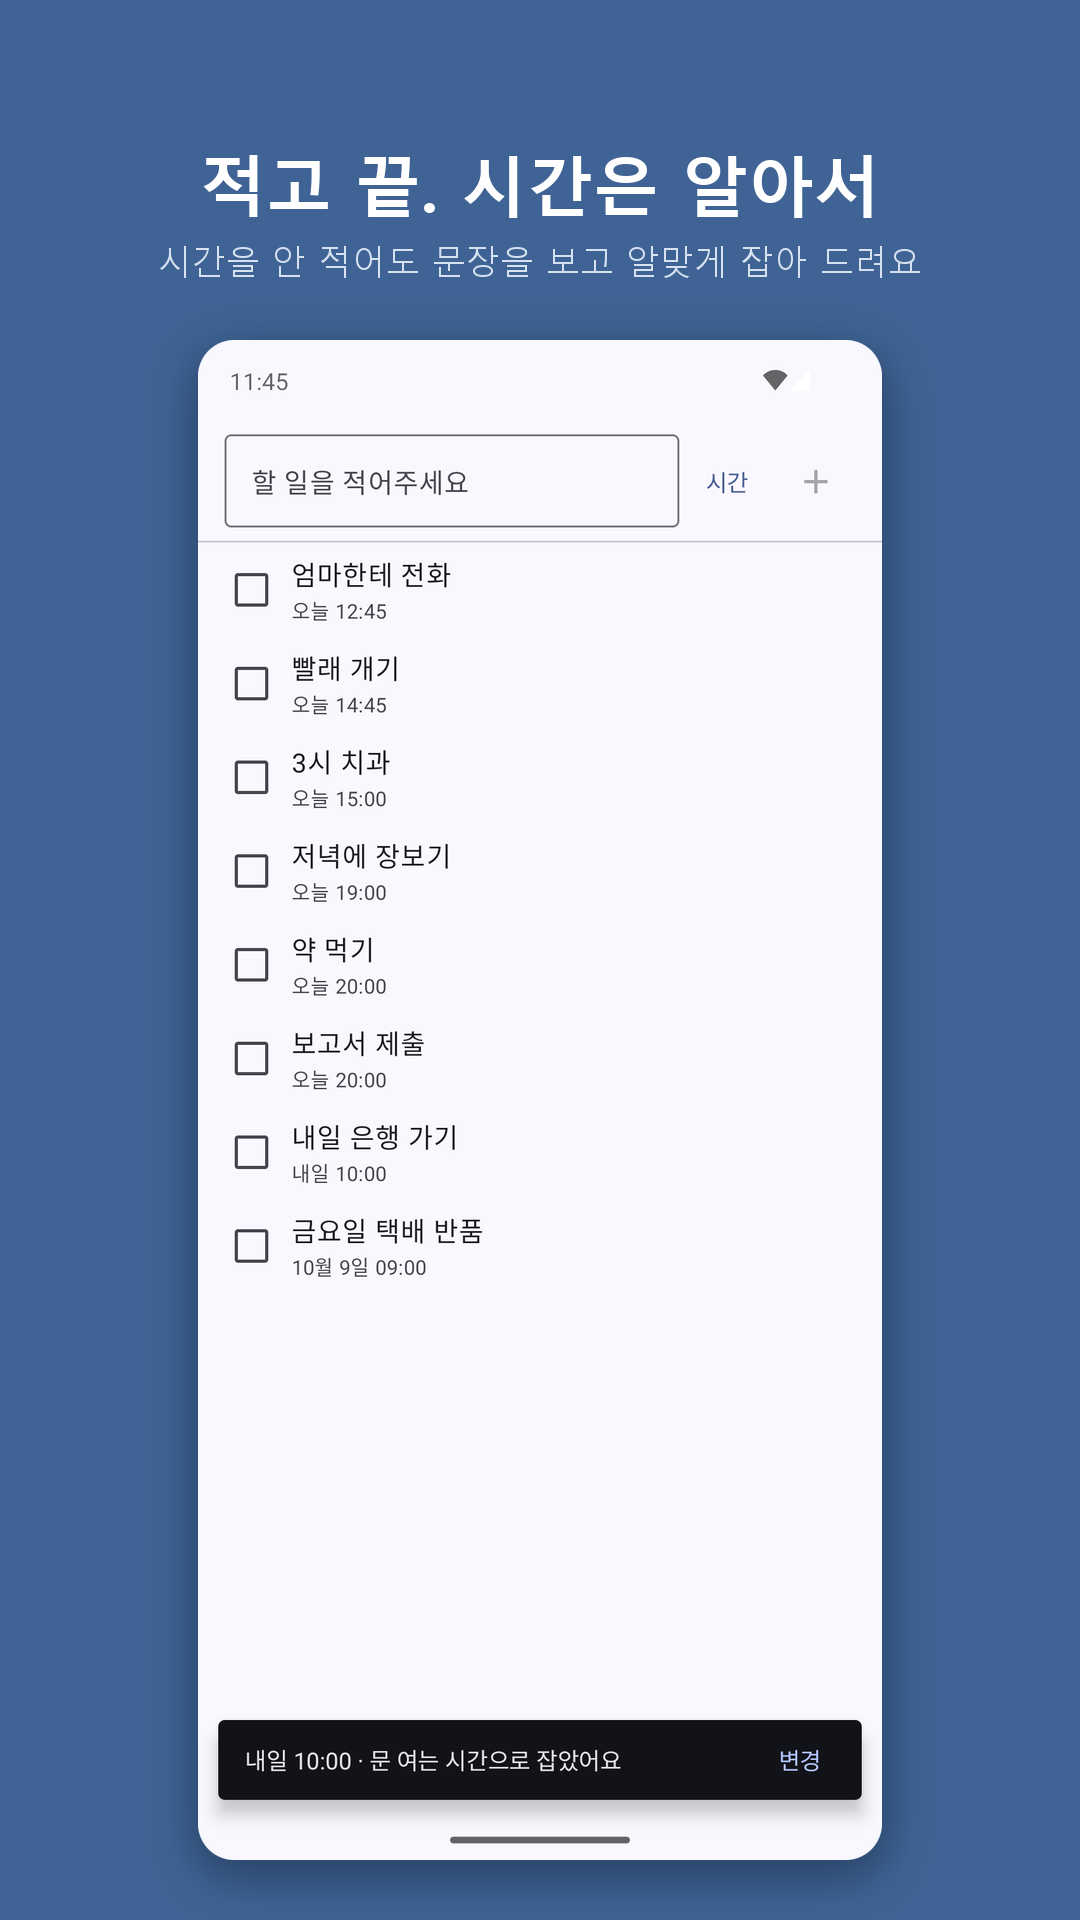 적고 끝. 시간은 알아서
시간을 안 적어도 문장을 보고 알맞게 잡아 드려요
11:45
할 일을 적어주세요
시간
+
엄마한테 전화
오늘 12:45
빨래 개기
오늘 14:45
3시 치과
오늘 15:00
저녁에 장보기
오늘 19:00
약 먹기
오늘 20:00
보고서 제출
오늘 20:00
내일 은행 가기
내일 10:00
금요일 택배 반품
10월 9일 09:00
내일 10:00 · 문 여는 시간으로 잡았어요
변경